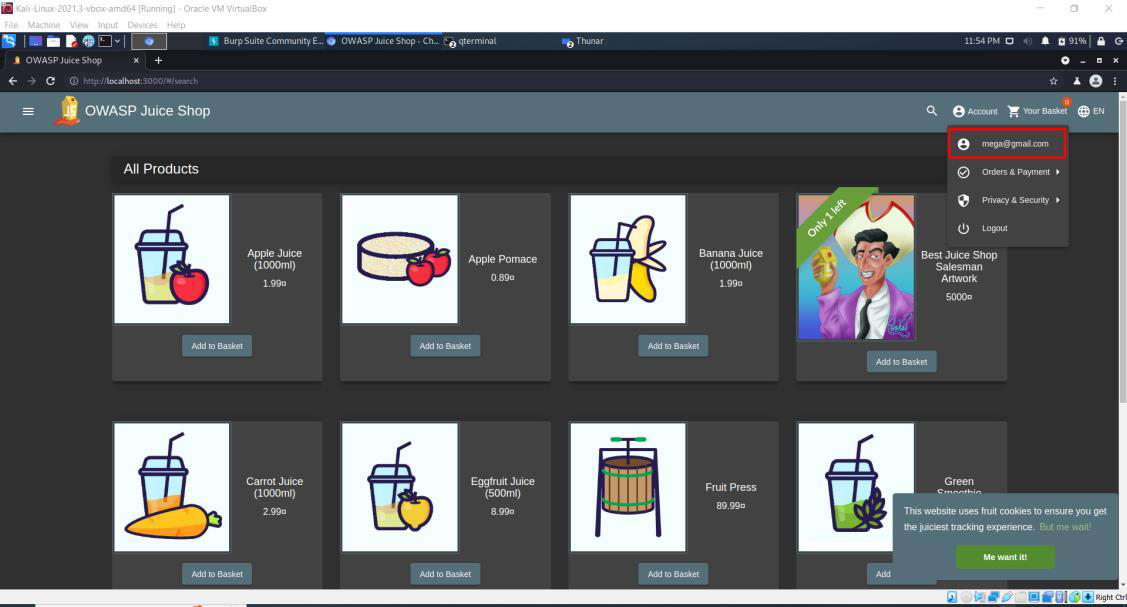 Kali-Linux-2021.3-vbox-amd64 [Running] - Oracle VM VirtualBox
File Machine View Input Devices Help
Burp Suite Community E... OWASP Juice Shop - Ch... qterminal Thunar 11:54 PM 91%
OWASP Juice Shop
http://localhost:3000/#/search
OWASP Juice Shop Account Your Basket 0 EN
mega@gmail.com
Orders & Payment
Privacy & Security
Logout
All Products
Apple Juice
(1000ml)
1.99¤
Apple Pomace
0.89¤
Banana Juice
(1000ml)
1.99¤
Only 1 left
Best Juice Shop
Salesman
Artwork
5000¤
Add to Basket Add to Basket Add to Basket Add to Basket
Carrot Juice
(1000ml)
2.99¤
Eggfruit Juice
(500ml)
8.99¤
Fruit Press
89.99¤
Green
Smoothie
Add to Basket Add to Basket Add to Basket Add
This website uses fruit cookies to ensure you get
the juiciest tracking experience. But me wait!
Me want it!
Right Ctrl